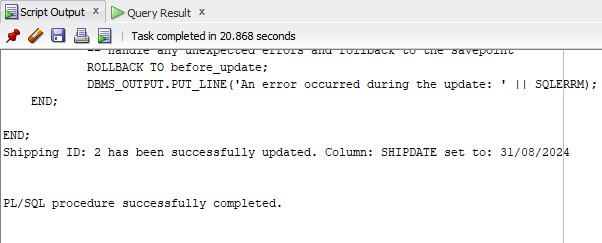 Script Output x Query Result x
Task completed in 20.868 seconds
-- handle any unexpected errors and rollback to the savepoint
ROLLBACK TO before_update;
DBMS_OUTPUT.PUT_LINE('An error occurred during the update: ' || SQLERRM);
END;
END;
Shipping ID: 2 has been successfully updated. Column: SHIPDATE set to: 31/08/2024
PL/SQL procedure successfully completed.